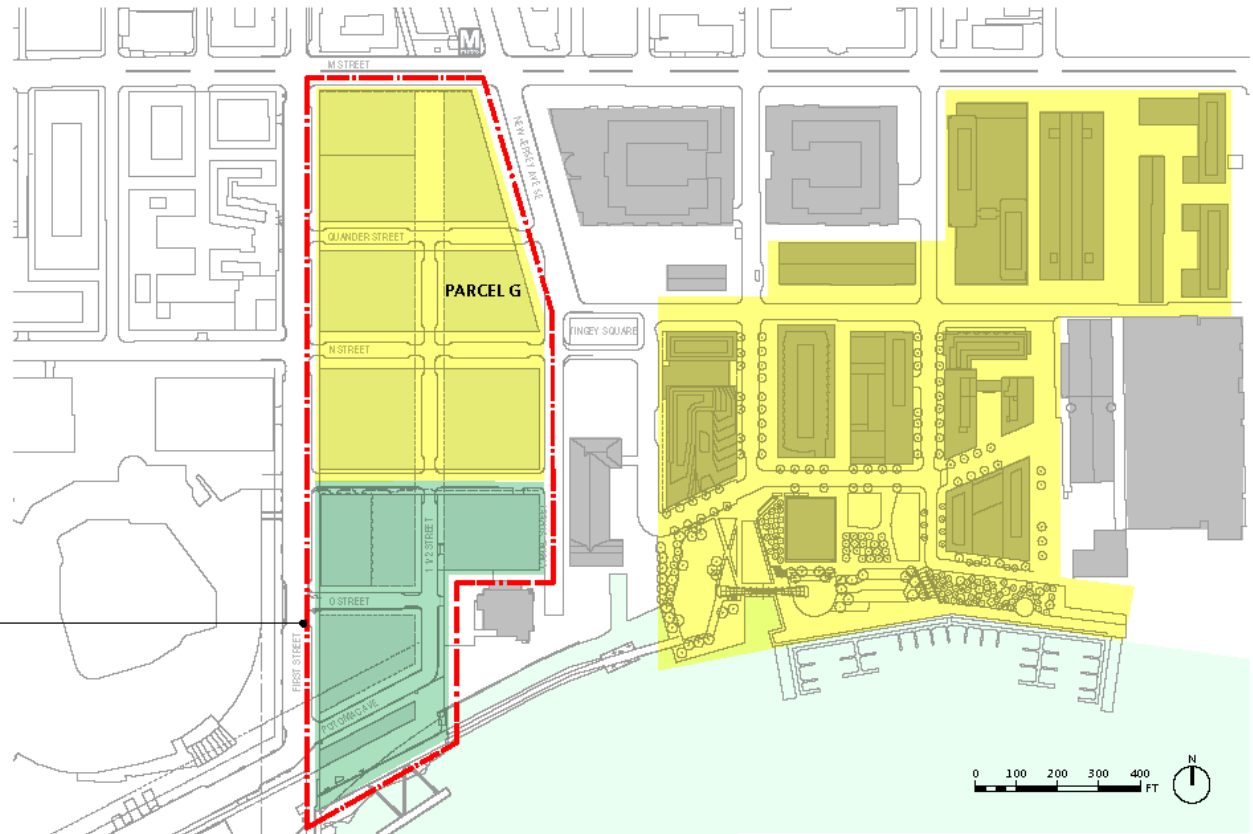 M
M STREET
NEW JERSEY AVE SE
QUANDER STREET
PARCEL G
TINGEY SQUARE
N STREET
1 1/2 STREET
O STREET
FIRST STREET
POTOMAC AVE
N
0 100 200 300 400
FT